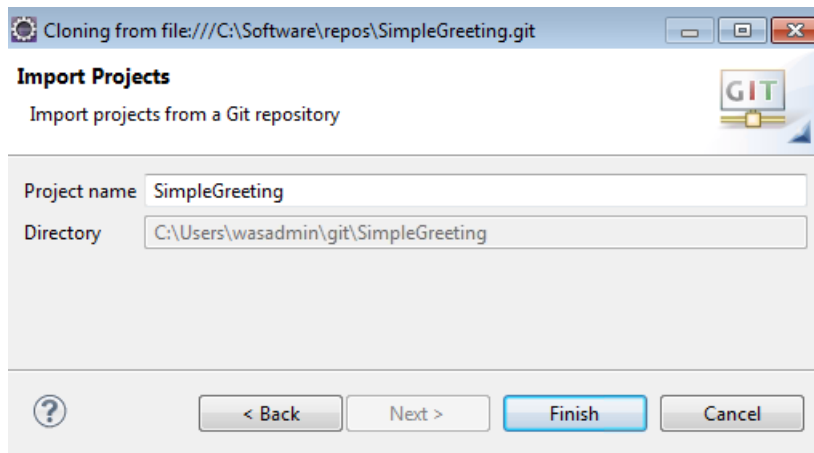 Cloning from file:///C:\Software\repos\SimpleGreeting.git
Import Projects
Import projects from a Git repository
GIT
Project name SimpleGreeting
Directory C:\Users\wasadmin\git\SimpleGreeting
? < Back Next > Finish Cancel